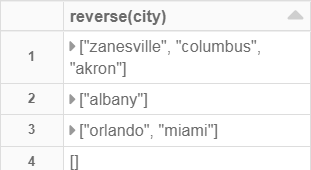 reverse(city)
1
["zanesville", "columbus",
"akron"]
2
["albany"]
3
["orlando", "miami"]
4
[]